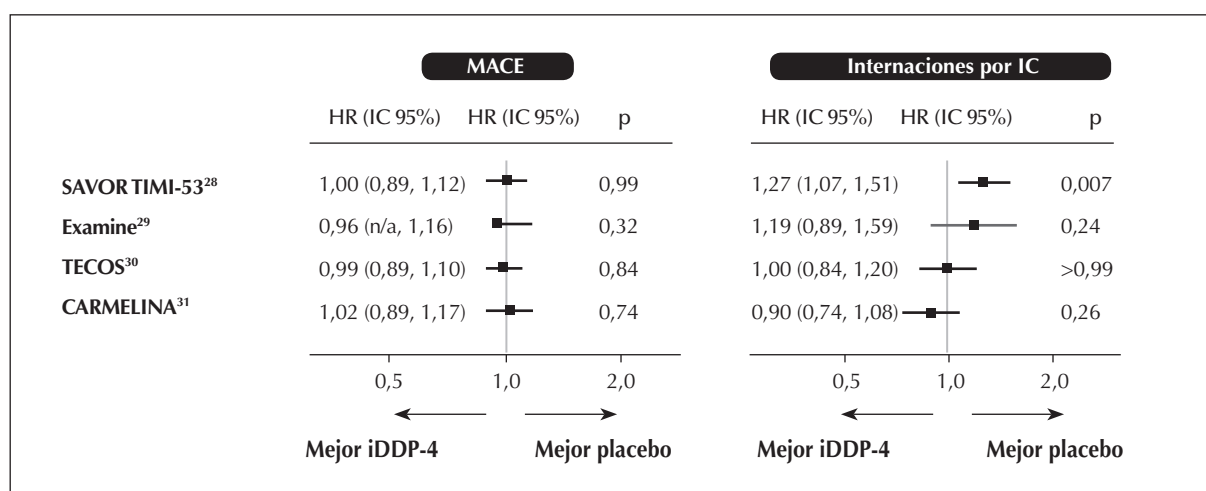 MACE Internaciones por IC
HR (IC 95%) HR (IC 95%) p HR (IC 95%) HR (IC 95%) p
SAVOR TIMI-53²⁸ 1,00 (0,89, 1,12) 0,99 1,27 (1,07, 1,51) 0,007
Examine²⁹ 0,96 (n/a, 1,16) 0,32 1,19 (0,89, 1,59) 0,24
TECOS³⁰ 0,99 (0,89, 1,10) 0,84 1,00 (0,84, 1,20) >0,99
CARMELINA³¹ 1,02 (0,89, 1,17) 0,74 0,90 (0,74, 1,08) 0,26
0,5 1,0 2,0 0,5 1,0 2,0
Mejor iDDP-4 Mejor placebo Mejor iDDP-4 Mejor placebo